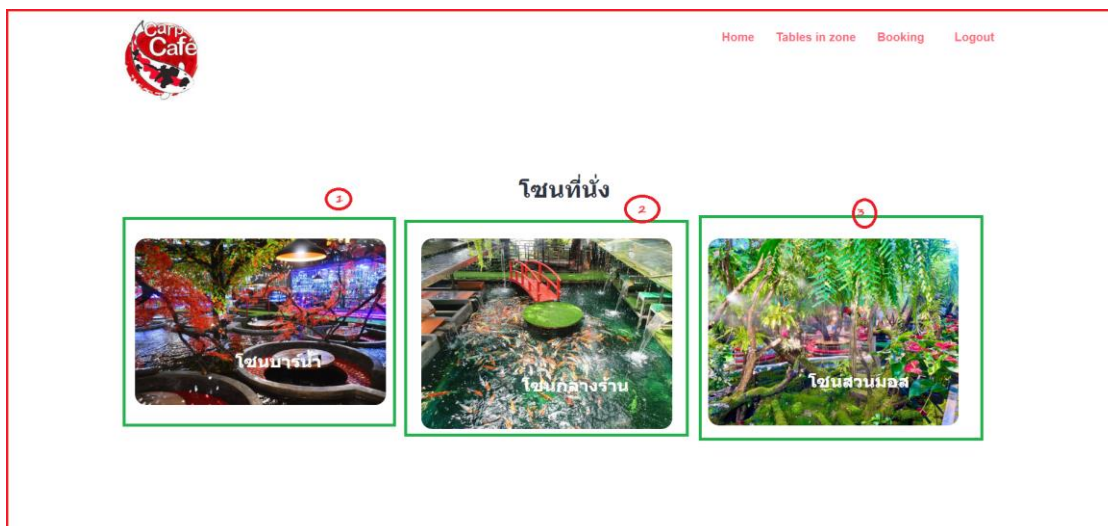 Carp
Café
Home Tables in zone Booking Logout
โซนที่นั่ง
1 2 3
โซนบาร์น้ำ
โซนกลางร้าน
โซนสวนมอส